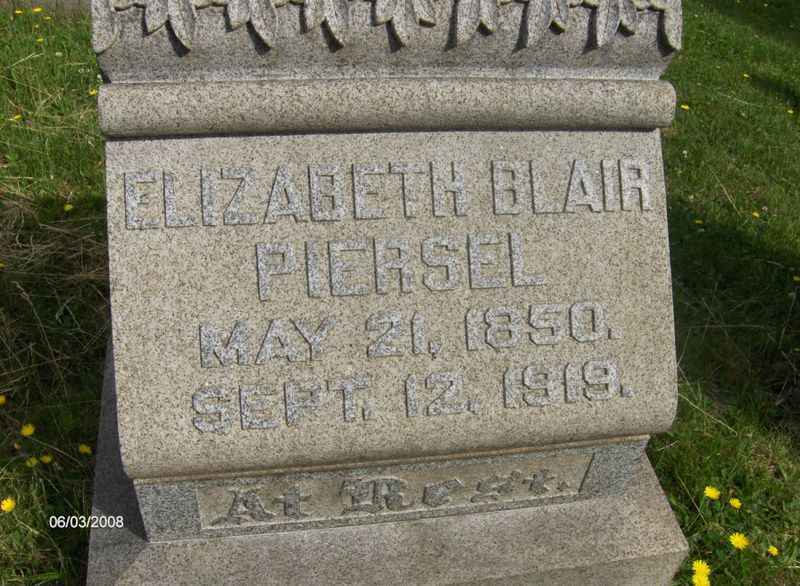 ELIZABETH BLAIR
PIERSEL
MAY 21, 1850.
SEPT. 12, 1919.
At Rest.
06/03/2008